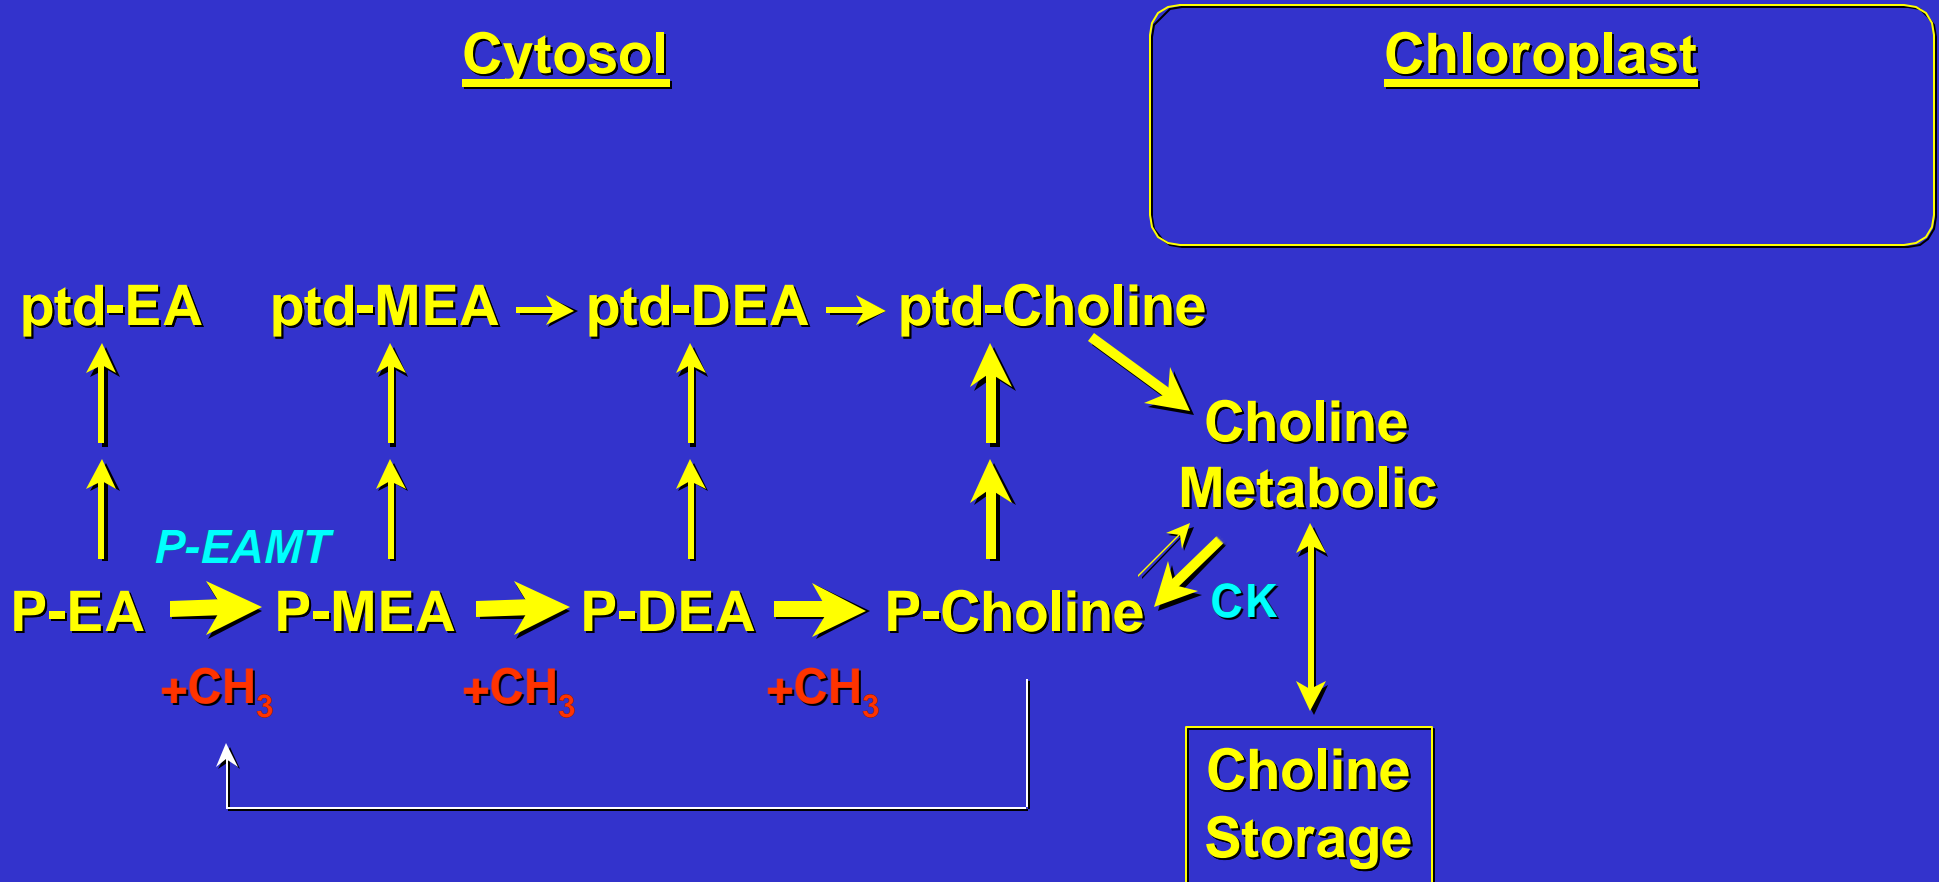 Cytosol
Chloroplast
ptd-EA ptd-MEA ptd-DEA ptd-Choline
Choline
Metabolic
P-EAMT
P-EA P-MEA P-DEA P-Choline
CK
+CH₃ +CH₃ +CH₃
Choline
Storage